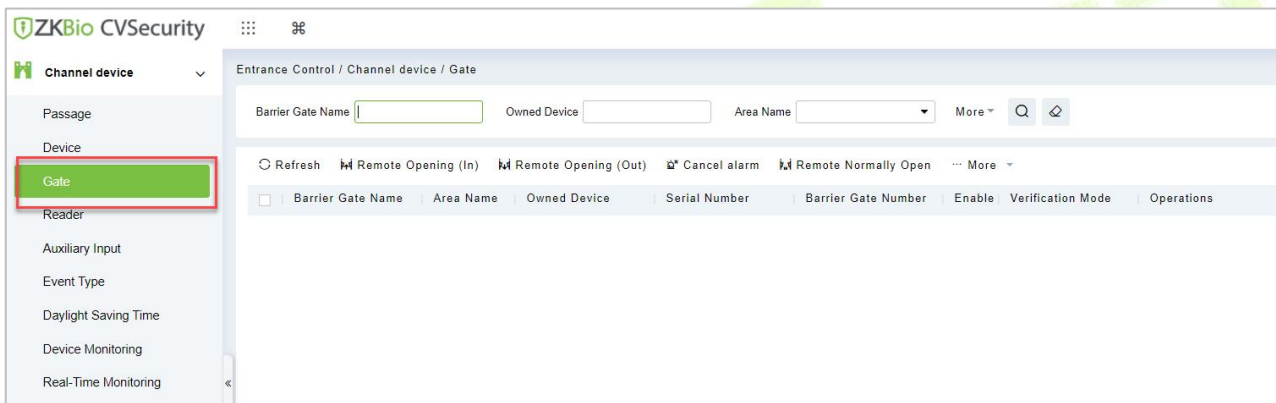 ZKBio CVSecurity
Channel device
Passage
Device
Gate
Reader
Auxiliary Input
Event Type
Daylight Saving Time
Device Monitoring
Real-Time Monitoring
Entrance Control / Channel device / Gate
Barrier Gate Name Owned Device Area Name More
Refresh Remote Opening (In) Remote Opening (Out) Cancel alarm Remote Normally Open ··· More
Barrier Gate Name Area Name Owned Device Serial Number Barrier Gate Number Enable Verification Mode Operations